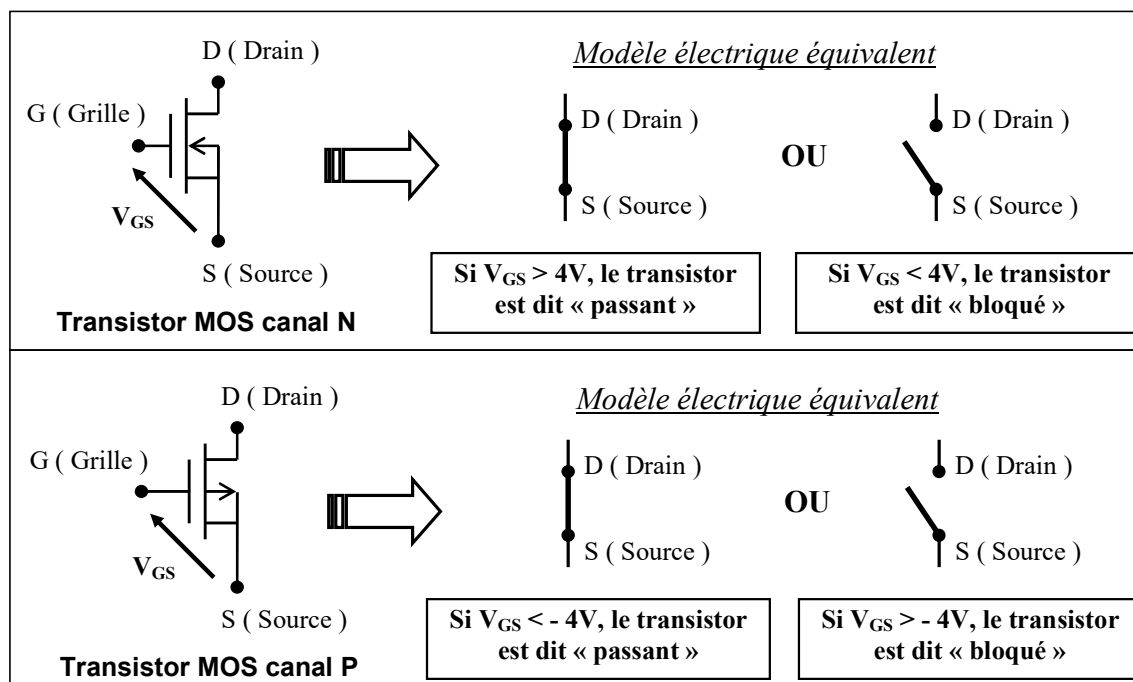 D ( Drain )
Modèle électrique équivalent
G ( Grille )
D ( Drain )
OU
D ( Drain )
VGS
S ( Source )
S ( Source )
S ( Source )
Si VGS > 4V, le transistor
est dit « passant »
Si VGS < 4V, le transistor
est dit « bloqué »
Transistor MOS canal N
D ( Drain )
Modèle électrique équivalent
G ( Grille )
D ( Drain )
OU
D ( Drain )
VGS
S ( Source )
S ( Source )
S ( Source )
Si VGS < - 4V, le transistor
est dit « passant »
Si VGS > - 4V, le transistor
est dit « bloqué »
Transistor MOS canal P